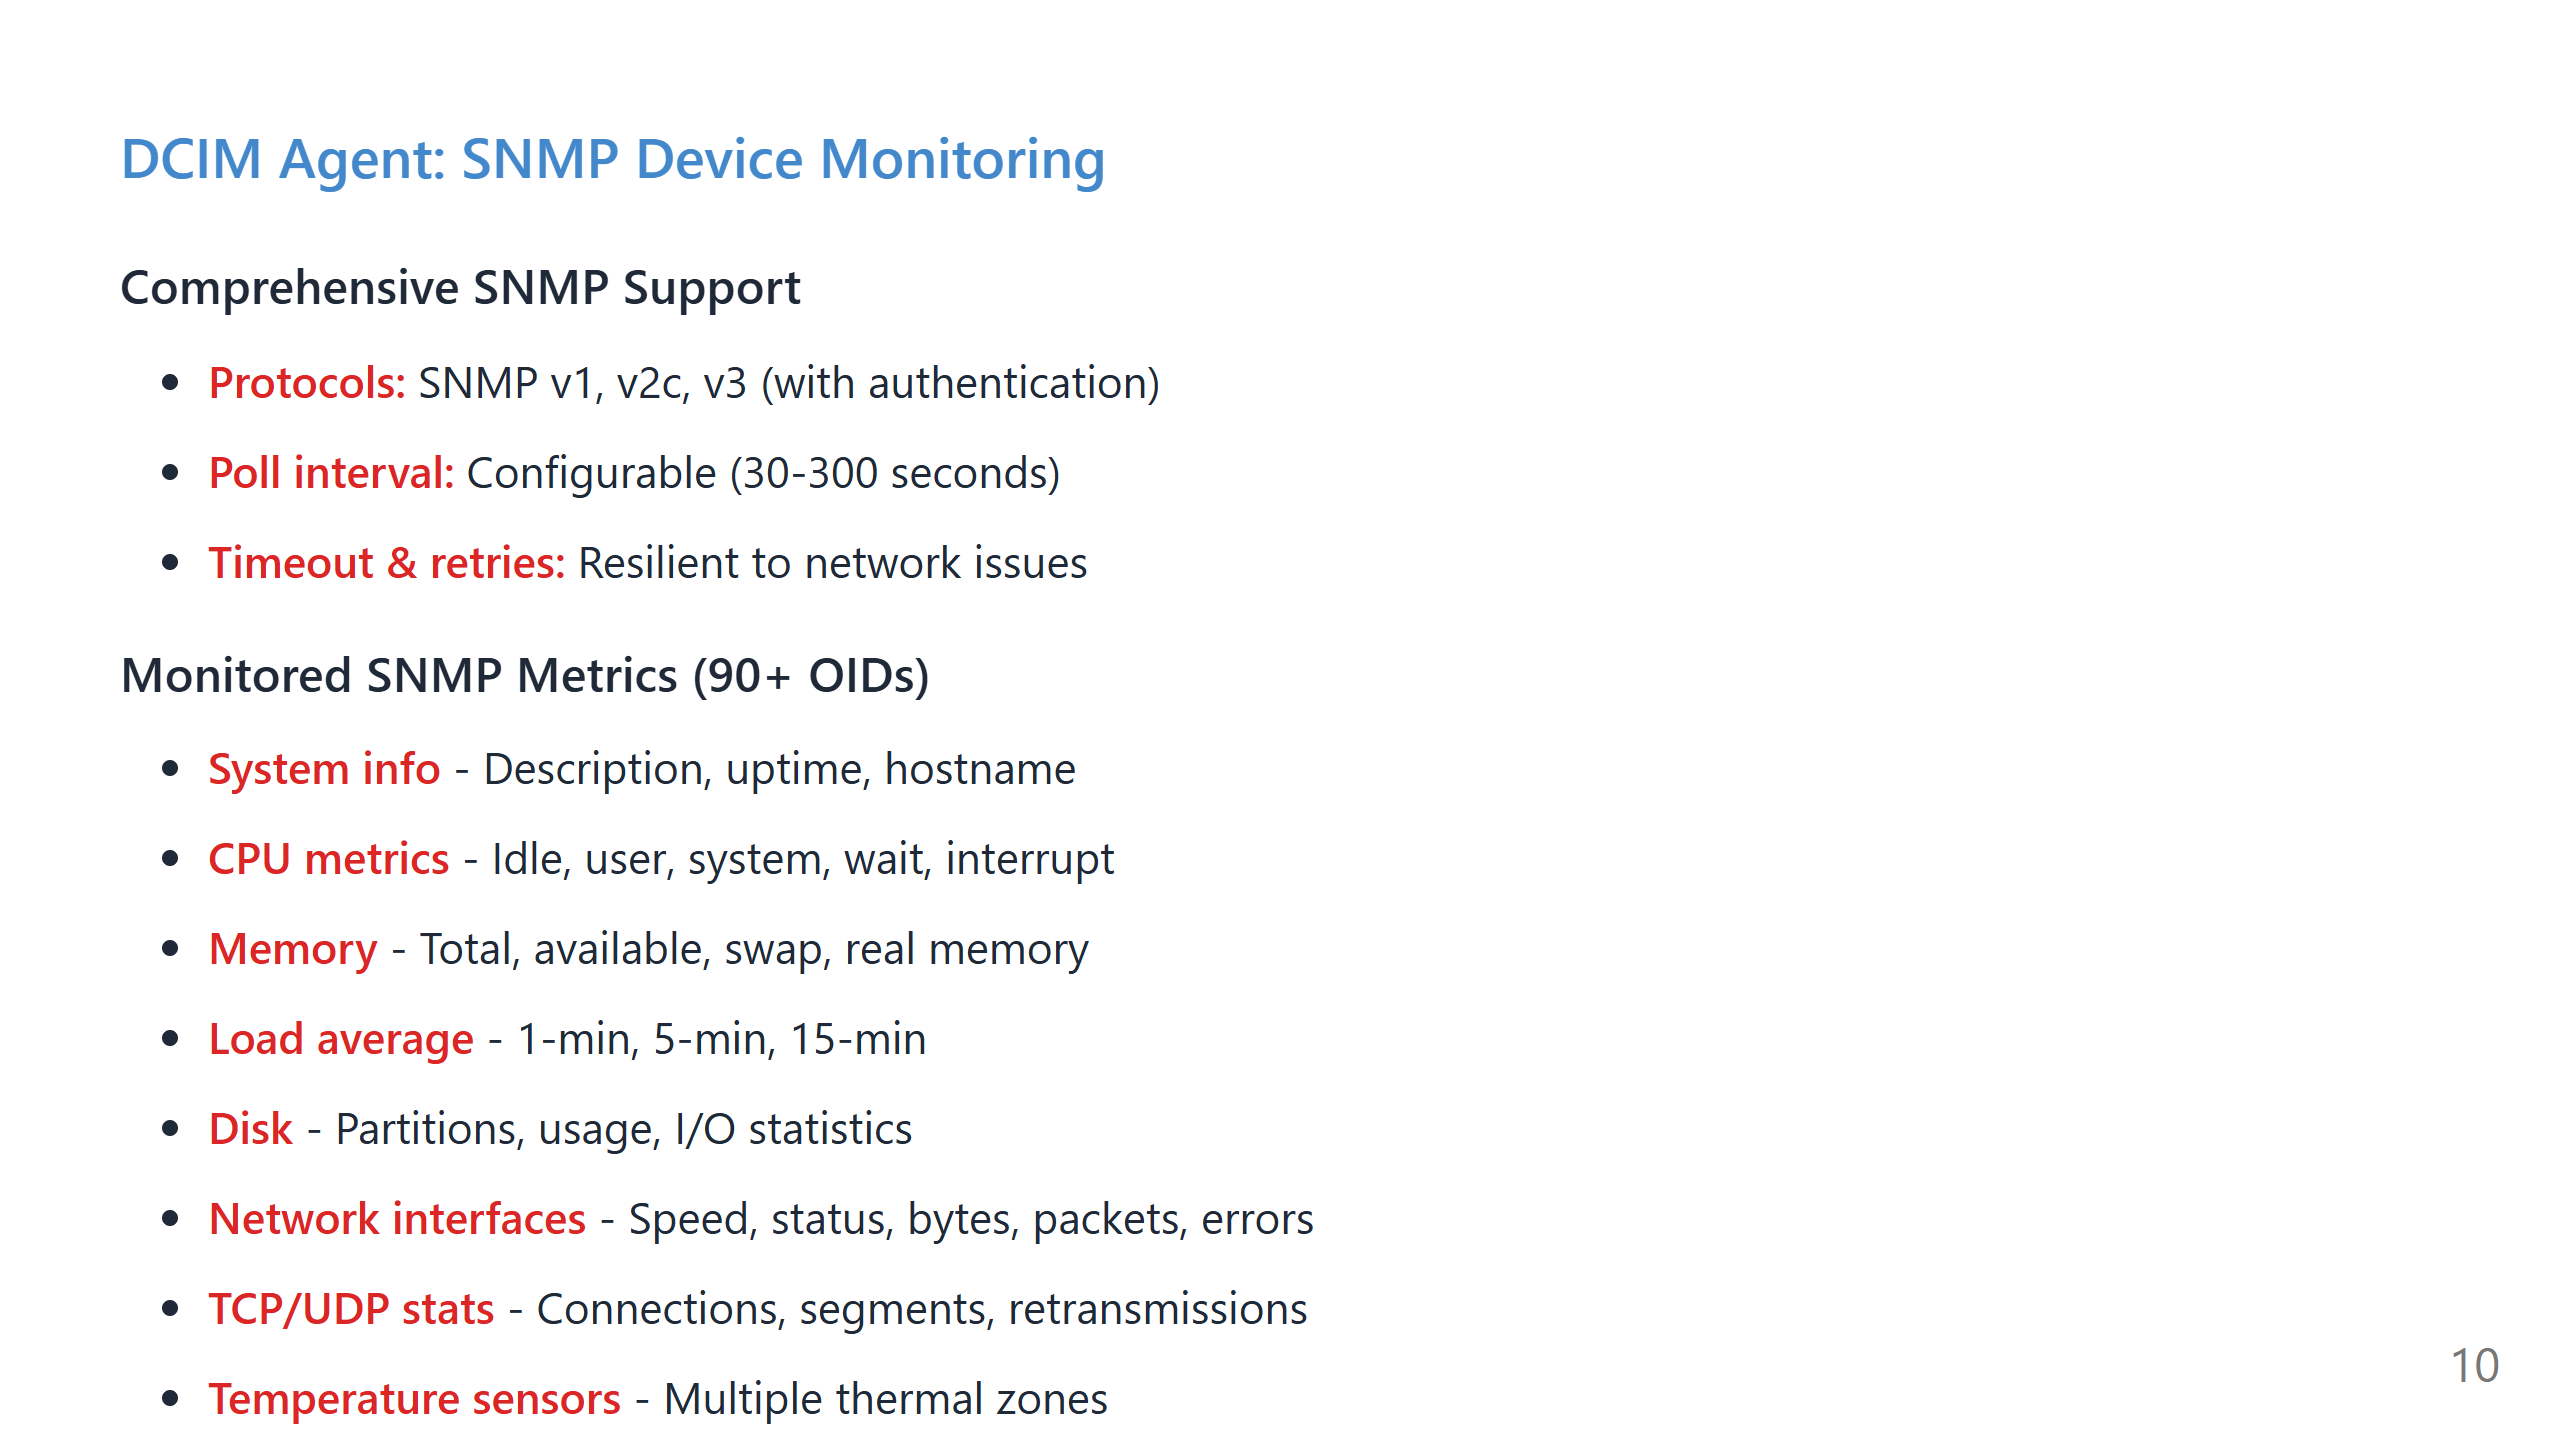 DCIM Agent: SNMP Device Monitoring
Comprehensive SNMP Support
• Protocols: SNMP v1, v2c, v3 (with authentication)
• Poll interval: Configurable (30-300 seconds)
• Timeout & retries: Resilient to network issues
Monitored SNMP Metrics (90+ OIDs)
• System info - Description, uptime, hostname
• CPU metrics - Idle, user, system, wait, interrupt
• Memory - Total, available, swap, real memory
• Load average - 1-min, 5-min, 15-min
• Disk - Partitions, usage, I/O statistics
• Network interfaces - Speed, status, bytes, packets, errors
• TCP/UDP stats - Connections, segments, retransmissions
• Temperature sensors - Multiple thermal zones
10